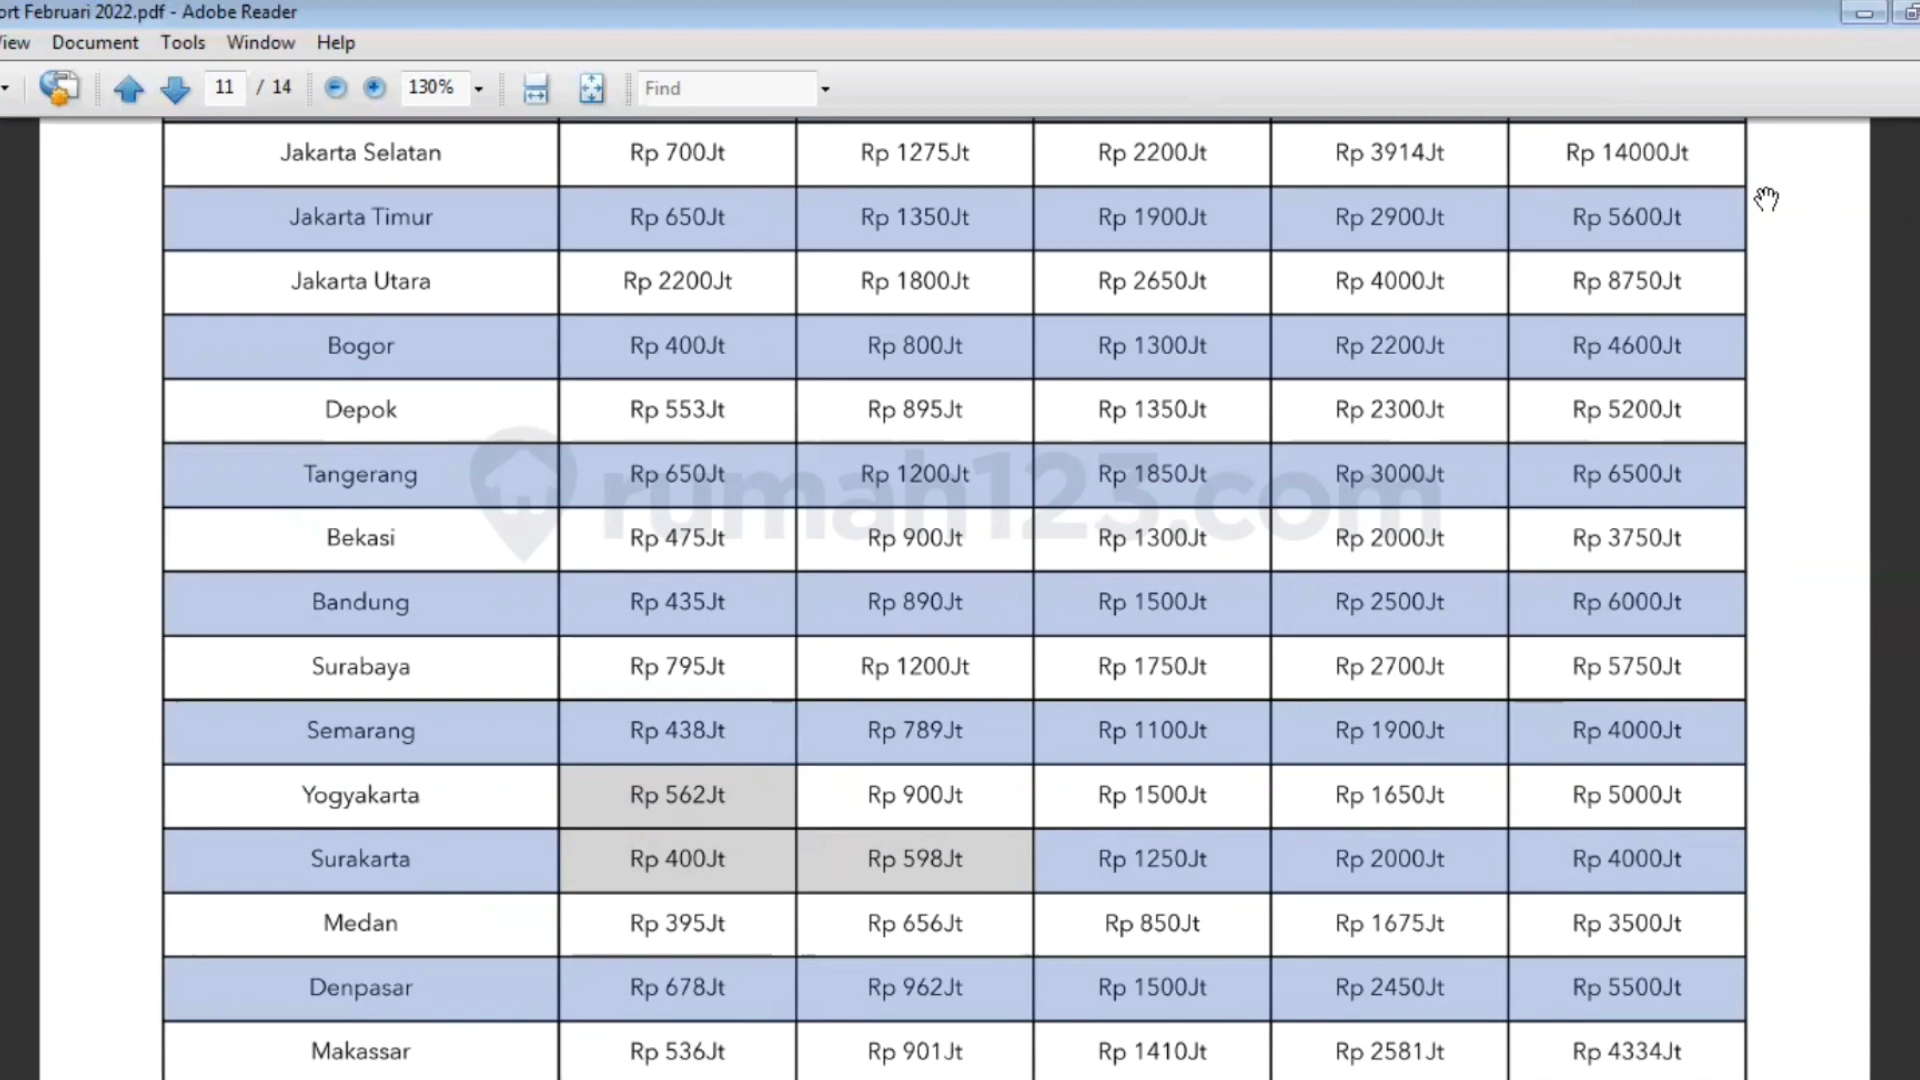 ort Februari 2022.pdf - Adobe Reader
View Document Tools Window Help
11 / 14 130% Find
Jakarta Selatan Rp 700Jt Rp 1275Jt Rp 2200Jt Rp 3914Jt Rp 14000Jt
Jakarta Timur Rp 650Jt Rp 1350Jt Rp 1900Jt Rp 2900Jt Rp 5600Jt
Jakarta Utara Rp 2200Jt Rp 1800Jt Rp 2650Jt Rp 4000Jt Rp 8750Jt
Bogor Rp 400Jt Rp 800Jt Rp 1300Jt Rp 2200Jt Rp 4600Jt
Depok Rp 553Jt Rp 895Jt Rp 1350Jt Rp 2300Jt Rp 5200Jt
Tangerang Rp 650Jt Rp 1200Jt Rp 1850Jt Rp 3000Jt Rp 6500Jt
rumah123.com
Bekasi Rp 475Jt Rp 900Jt Rp 1300Jt Rp 2000Jt Rp 3750Jt
Bandung Rp 435Jt Rp 890Jt Rp 1500Jt Rp 2500Jt Rp 6000Jt
Surabaya Rp 795Jt Rp 1200Jt Rp 1750Jt Rp 2700Jt Rp 5750Jt
Semarang Rp 438Jt Rp 789Jt Rp 1100Jt Rp 1900Jt Rp 4000Jt
Yogyakarta Rp 562Jt Rp 900Jt Rp 1500Jt Rp 1650Jt Rp 5000Jt
Surakarta Rp 400Jt Rp 598Jt Rp 1250Jt Rp 2000Jt Rp 4000Jt
Medan Rp 395Jt Rp 656Jt Rp 850Jt Rp 1675Jt Rp 3500Jt
Denpasar Rp 678Jt Rp 962Jt Rp 1500Jt Rp 2450Jt Rp 5500Jt
Makassar Rp 536Jt Rp 901Jt Rp 1410Jt Rp 2581Jt Rp 4334Jt